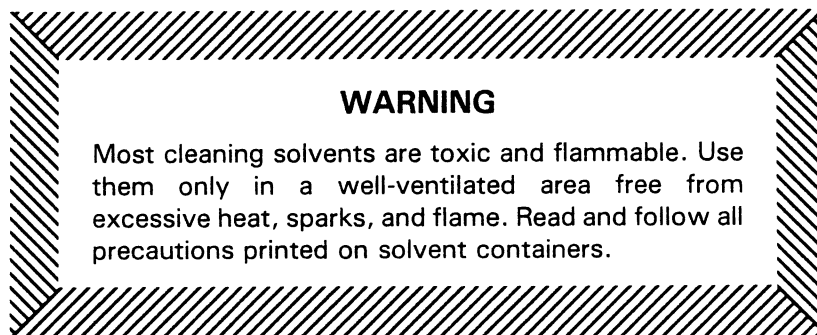 WARNING
Most cleaning solvents are toxic and flammable. Use
them only in a well-ventilated area free from
excessive heat, sparks, and flame. Read and follow all
precautions printed on solvent containers.